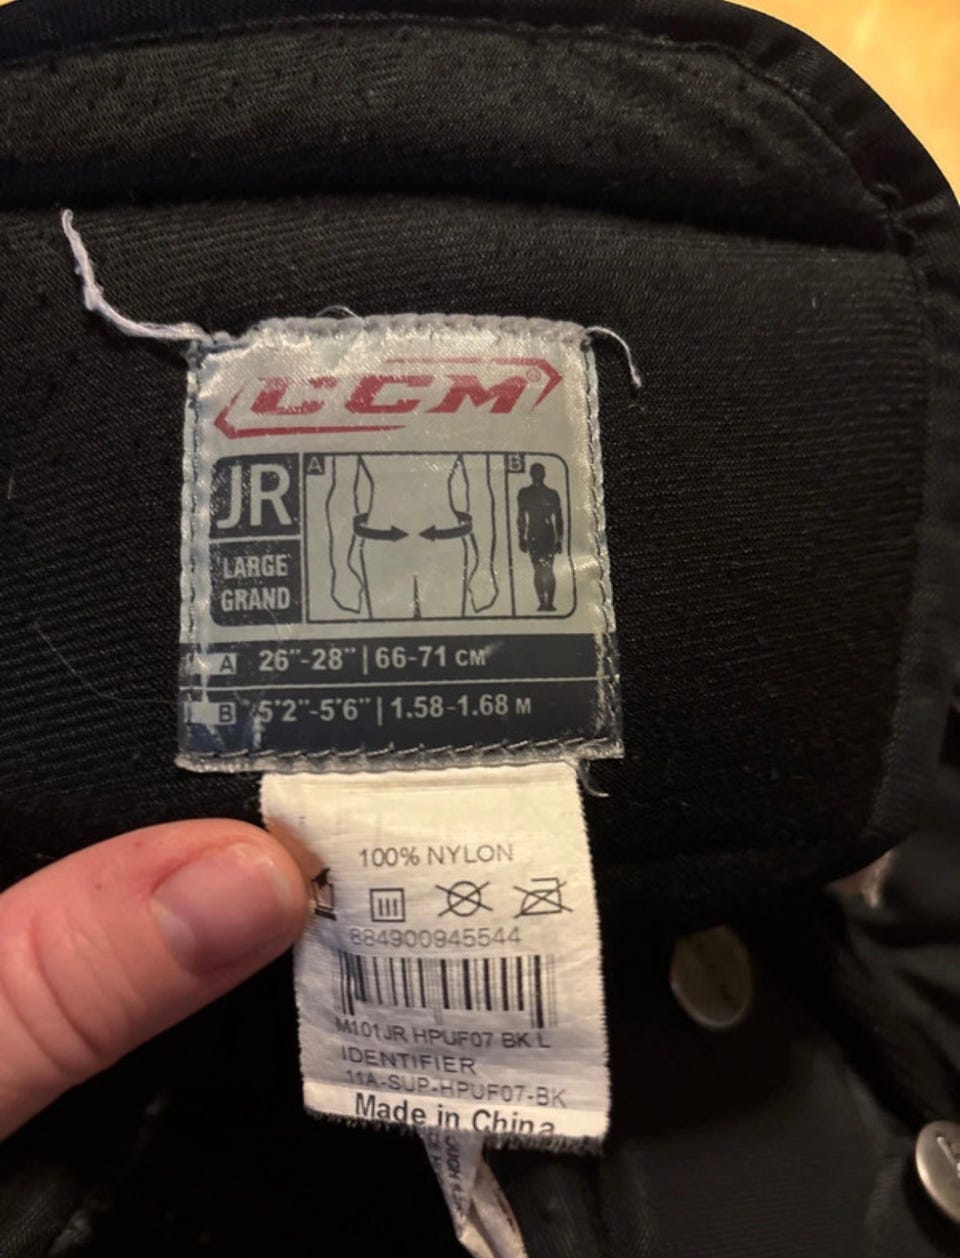 CCM®
JR
A
B
LARGE
GRAND
A 26"-28" | 66-71 CM
B 5'2"-5'6" | 1.58-1.68 M
100% NYLON
884900945544
M101JR HPUF07 BK L
IDENTIFIER
11A-SUP-HPUF07-BK
Made in China